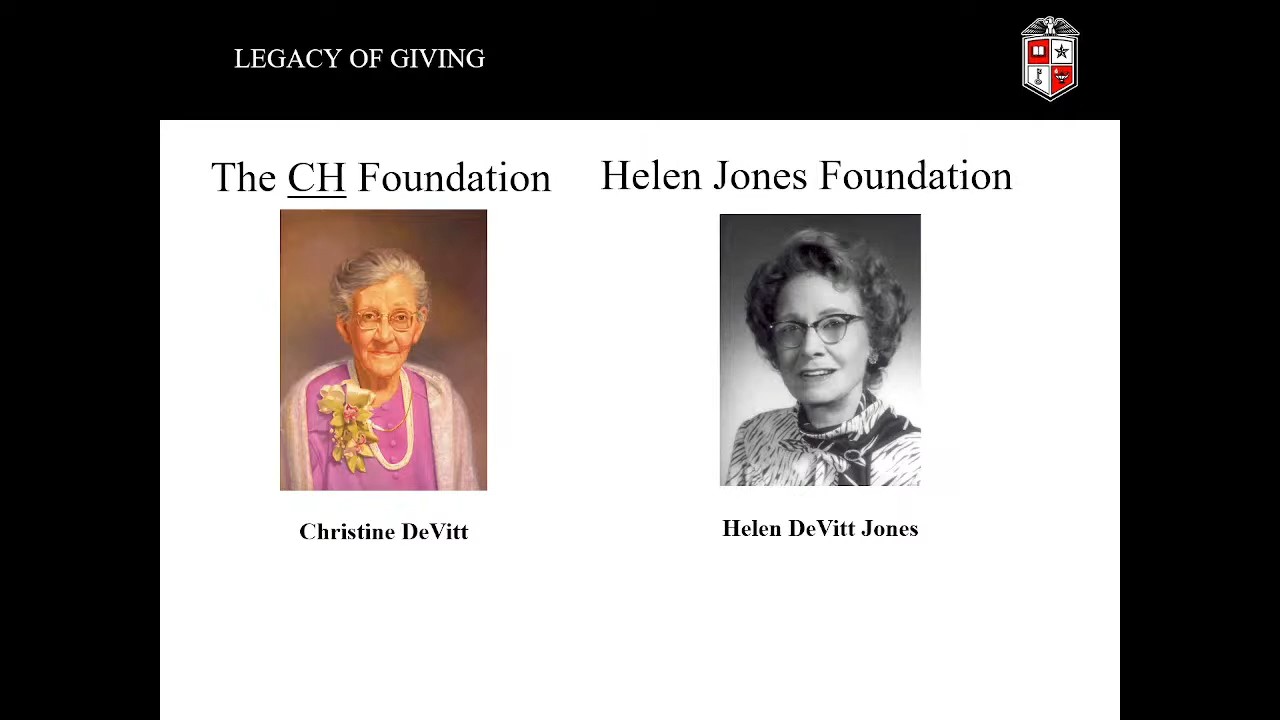 LEGACY OF GIVING
The CH Foundation
Helen Jones Foundation
Christine DeVitt
Helen DeVitt Jones